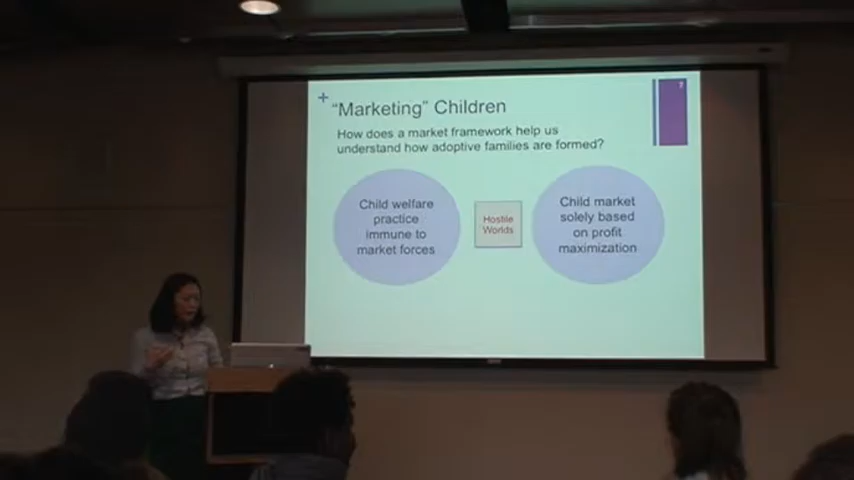 +
"Marketing" Children
7
How does a market framework help us
understand how adoptive families are formed?
Child welfare
practice
immune to
market forces
Hostile
Worlds
Child market
solely based
on profit
maximization